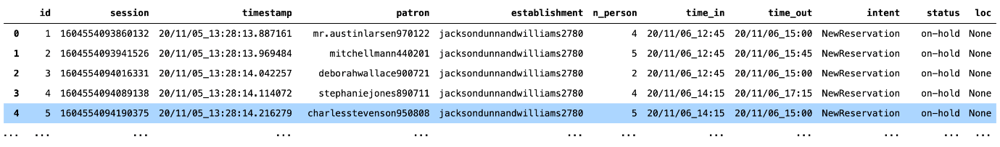 id session timestamp patron establishment n_person time_in time_out intent status loc
0 1 1604554093860132 20/11/05_13:28:13.887161 mr.austinlarsen970122 jacksondunnandwilliams2780 4 20/11/06_12:45 20/11/06_15:00 NewReservation on-hold None
1 2 1604554093941526 20/11/05_13:28:13.969484 mitchellmann440201 jacksondunnandwilliams2780 5 20/11/06_12:45 20/11/06_15:45 NewReservation on-hold None
2 3 1604554094016331 20/11/05_13:28:14.042257 deborahwallace900721 jacksondunnandwilliams2780 2 20/11/06_12:45 20/11/06_15:00 NewReservation on-hold None
3 4 1604554094089138 20/11/05_13:28:14.114072 stephaniejones890711 jacksondunnandwilliams2780 4 20/11/06_14:15 20/11/06_17:15 NewReservation on-hold None
4 5 1604554094190375 20/11/05_13:28:14.216279 charlesstevenson950808 jacksondunnandwilliams2780 5 20/11/06_14:15 20/11/06_15:00 NewReservation on-hold None
... ... ... ... ... ... ... ... ... ... ... ...